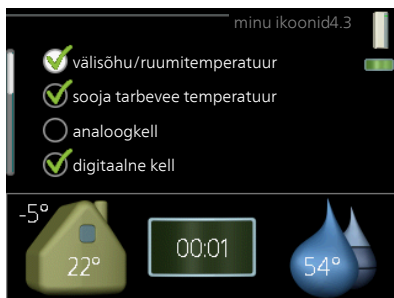 minu ikoonid4.3
välisõhu/ruumitemperatuur
sooja tarbevee temperatuur
analoogkell
digitaalne kell
-5°
22°
00:01
54°